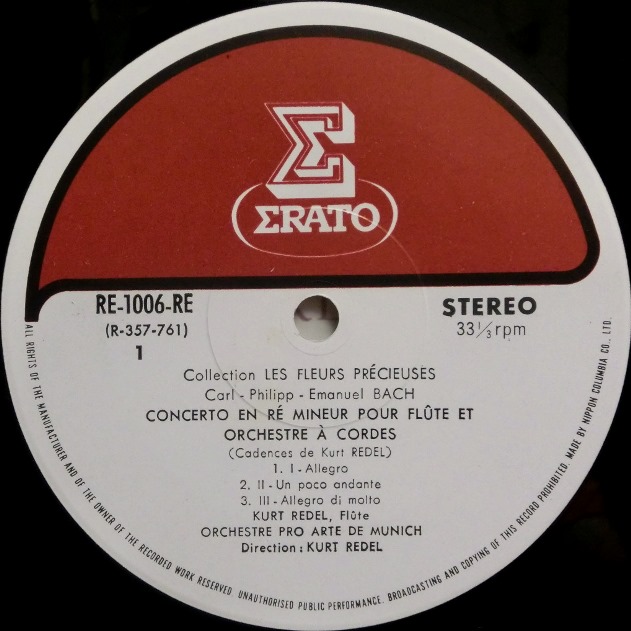 ΣRATO
RE-1006-RE
(R-357-761)
1
STEREO
33⅓rpm
Collection LES FLEURS PRÉCIEUSES
Carl - Philipp - Emanuel BACH
CONCERTO EN RÉ MINEUR POUR FLÛTE ET
ORCHESTRE À CORDES
(Cadences de Kurt REDEL)
1. I - Allegro
2. II - Un poco andante
3. III - Allegro di molto
KURT REDEL, Flûte
ORCHESTRE PRO ARTE DE MUNICH
Direction : KURT REDEL
ALL RIGHTS OF THE MANUFACTURER AND OF THE OWNER OF THE RECORDED WORK RESERVED. UNAUTHORISED PUBLIC PERFORMANCE. BROADCASTING AND COPYING OF THIS RECORD PROHIBITED. MADE BY NIPPON COLUMBIA CO., LTD.